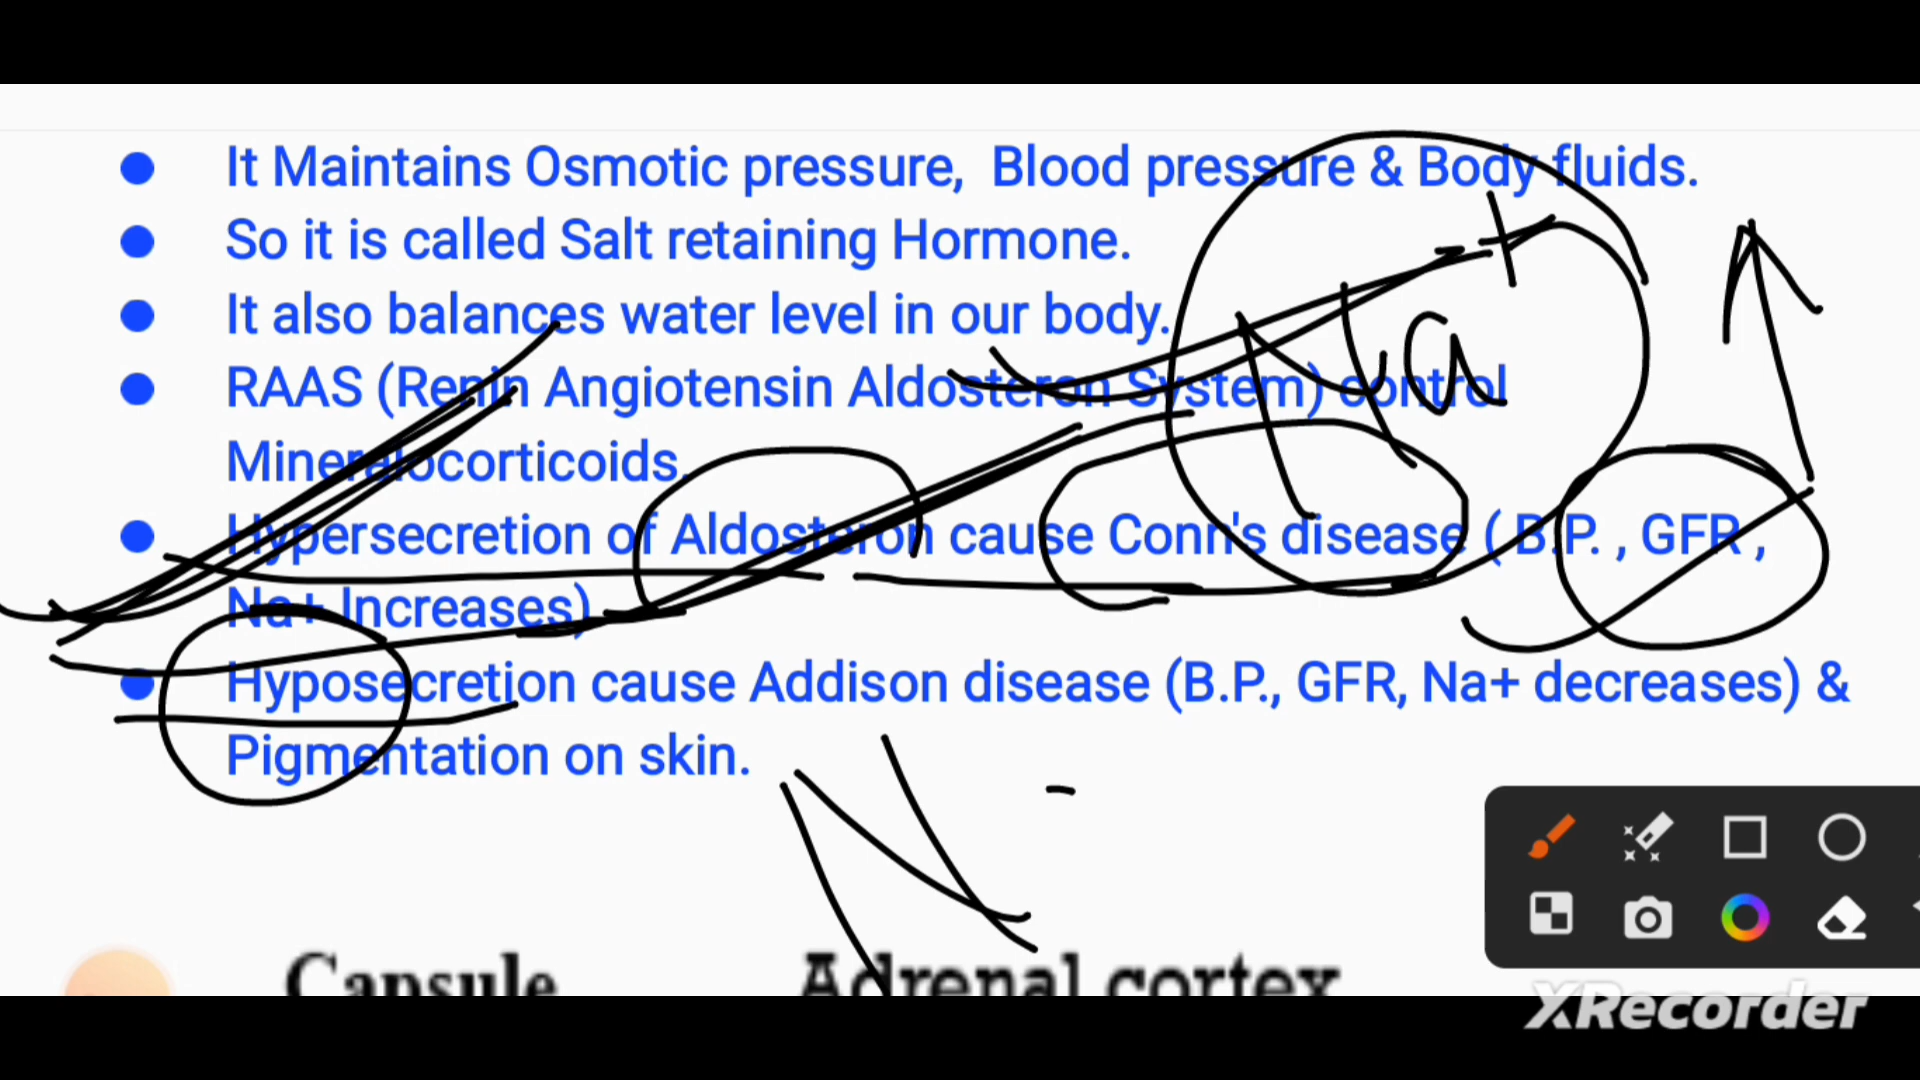 It Maintains Osmotic pressure, Blood pressure & Body fluids.
So it is called Salt retaining Hormone.
It also balances water level in our body.
RAAS (Renin Angiotensin Aldosteron System) control
Mineralocorticoids.
Hypersecretion of Aldosteron cause Conn's disease ( B.P. , GFR ,
Na+ Increases)
Hyposecretion cause Addison disease (B.P., GFR, Na+ decreases) &
Pigmentation on skin.
Na+
N
Capsule
Adrenal cortex
XRecorder